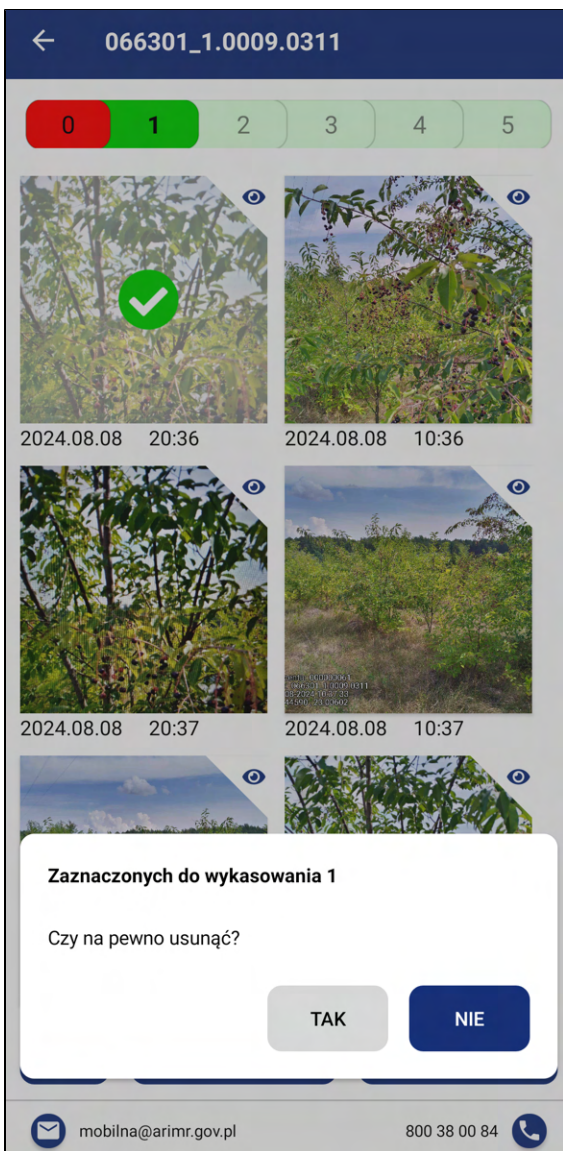 066301_1.0009.0311
0 1 2 3 4 5
2024.08.08 20:36
2024.08.08 10:36
2024.08.08 20:37
2024.08.08 10:37
Zaznaczonych do wykasowania 1
Czy na pewno usunąć?
TAK
NIE
mobilna@arimr.gov.pl
800 38 00 84